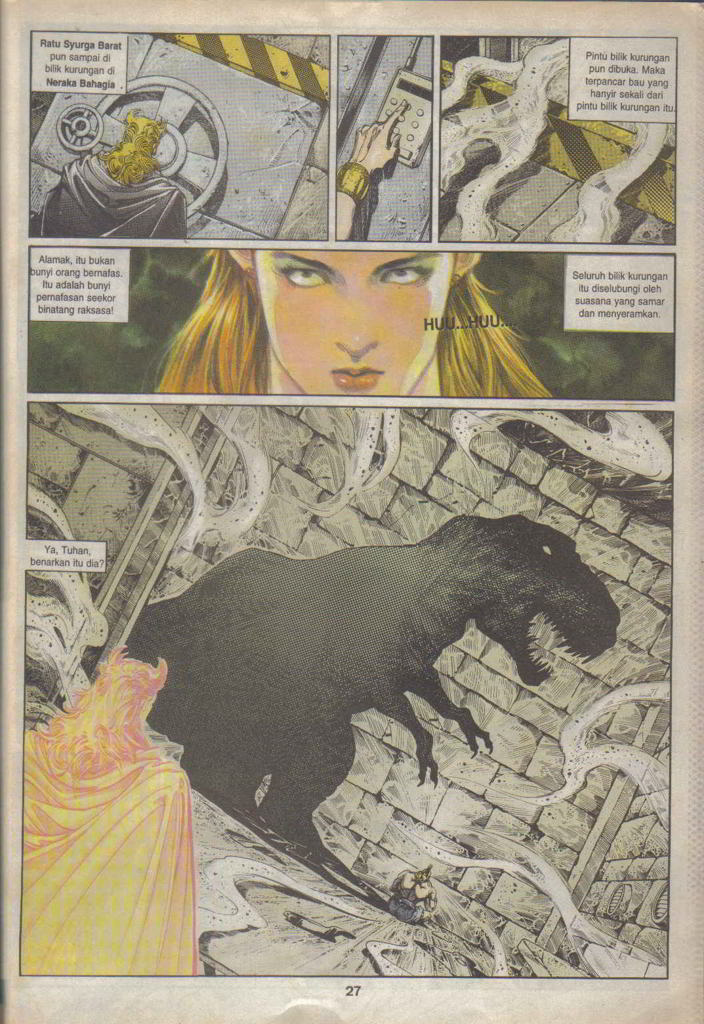 Ratu Syurga Barat
pun sampai di
bilik kurungan di
Neraka Bahagia .
Pintu bilik kurungan
pun dibuka. Maka
terpancar bau yang
hanyir sekali dari
pintu bilik kurungan itu.
Alamak, itu bukan
bunyi orang bernafas.
Itu adalah bunyi
pernafasan seekor
binatang raksasa!
HUU...HUU....
Seluruh bilik kurungan
itu diselubungi oleh
suasana yang samar
dan menyeramkan.
Ya, Tuhan,
benarkan itu dia?
27